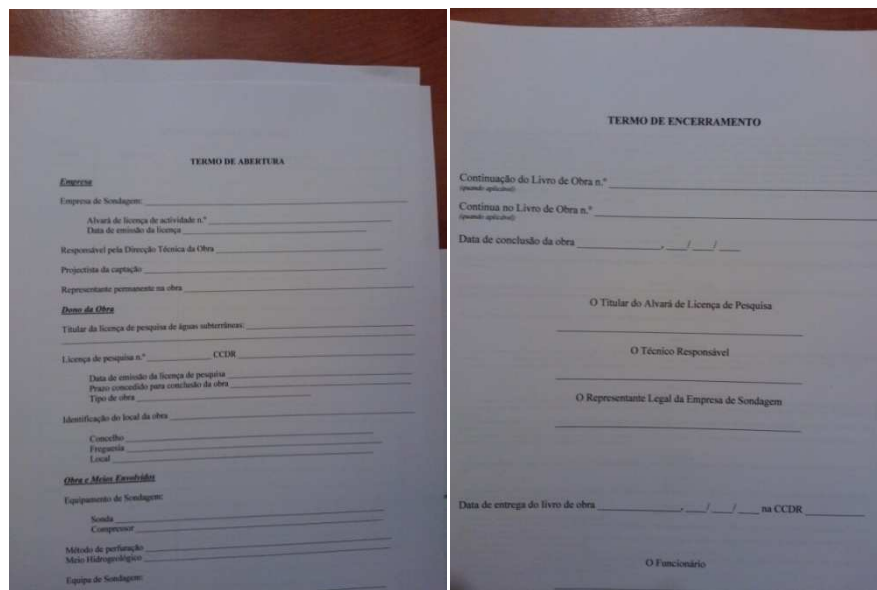 TERMO DE ABERTURA
Empresa
Empresa de Sondagem:
Alvará de licença de actividade n.º
Data de emissão da licença
Responsável pela Direcção Técnica da Obra
Projectista da captação
Representante permanente na obra
Dono da Obra
Titular da licença de pesquisa de águas subterrâneas:
Licença de pesquisa n.º CCDR
Data de emissão da licença de pesquisa
Prazo concedido para conclusão da obra
Tipo de obra
Identificação do local da obra
Concelho
Freguesia
Local
Obra e Meios Envolvidos
Equipamento de Sondagem:
Sonda
Compressor
Método de perfuração
Meio Hidrogeológico
Equipa de Sondagem:
TERMO DE ENCERRAMENTO
Continuação do Livro de Obra n.º
(quando aplicável)
Continua no Livro de Obra n.º
(quando aplicável)
Data de conclusão da obra , / /
O Titular do Alvará de Licença de Pesquisa
O Técnico Responsável
O Representante Legal da Empresa de Sondagem
Data de entrega do livro de obra , / / na CCDR
O Funcionário